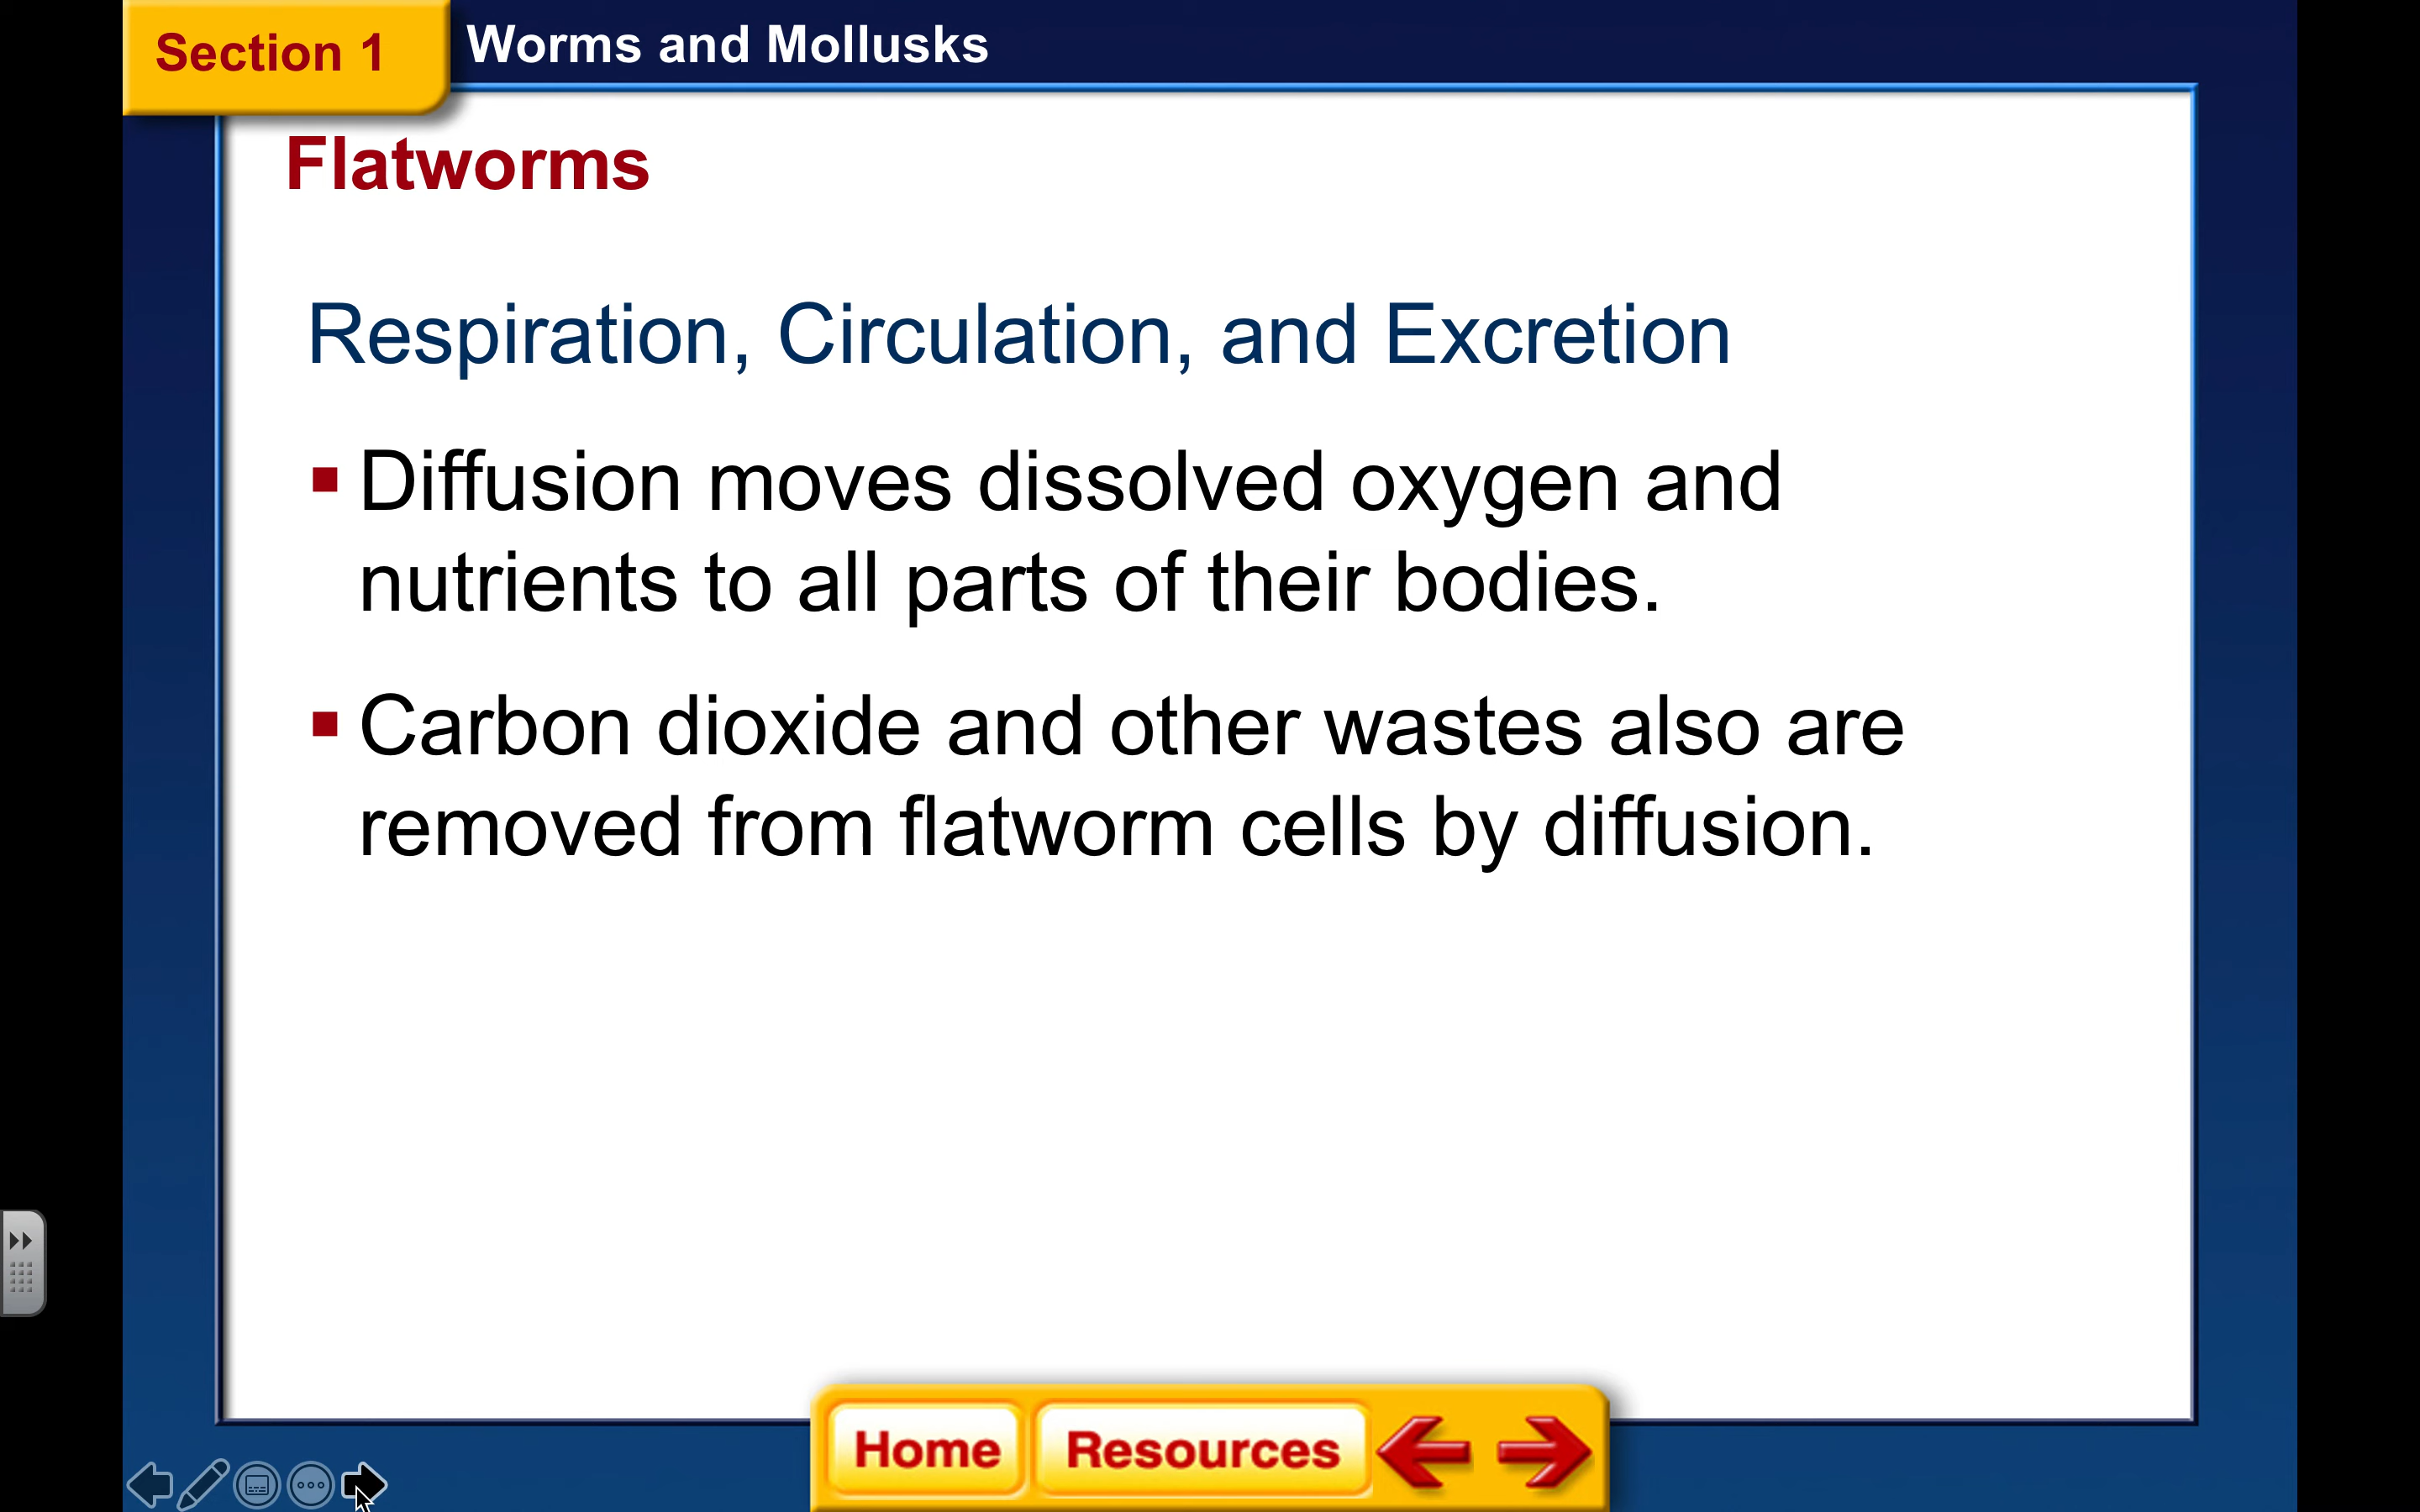 Section 1
Worms and Mollusks
Flatworms
Respiration, Circulation, and Excretion
Diffusion moves dissolved oxygen and
nutrients to all parts of their bodies.
Carbon dioxide and other wastes also are
removed from flatworm cells by diffusion.
Home
Resources